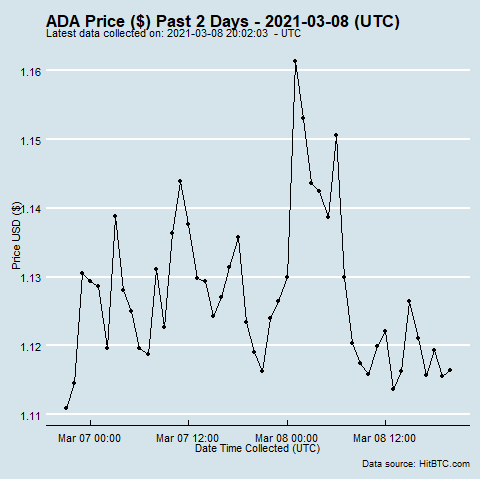 ADA Price ($) Past 2 Days - 2021-03-08 (UTC)
Latest data collected on: 2021-03-08 20:02:03 - UTC
1.16
1.15
1.14
1.13
1.12
1.11
Price USD ($)
Mar 07 00:00 Mar 07 12:00 Mar 08 00:00 Mar 08 12:00
Date Time Collected (UTC)
Data source: HitBTC.com